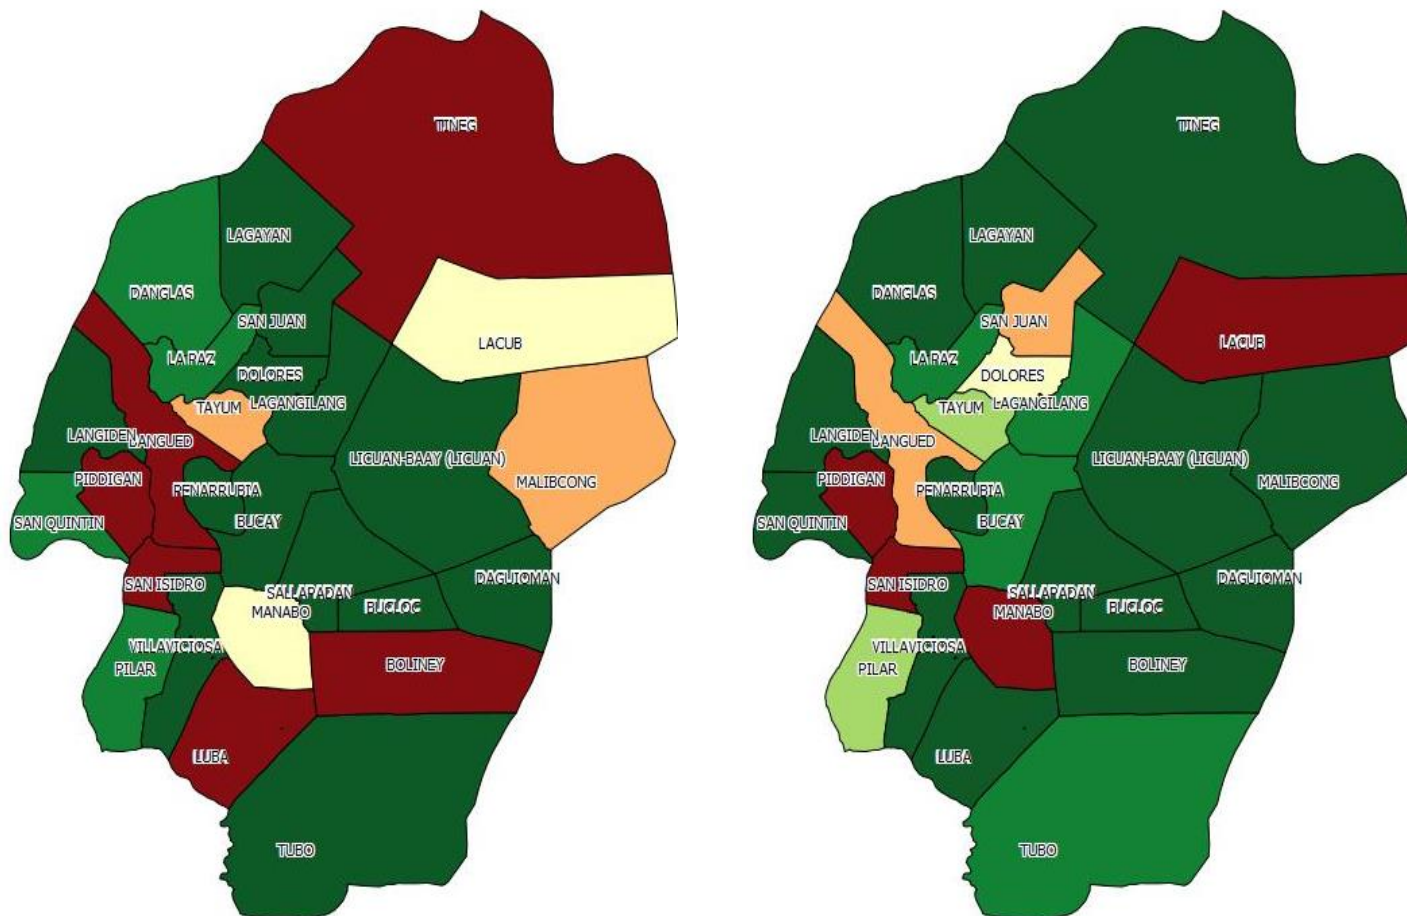 TINEG
LAGAYAN
DANGLAS
SAN JUAN
LACUB
LA PAZ
DOLORES
TAYUM
LAGANGILANG
LANGIDEN
BANGUED
LICUAN-BAAY (LICUAN)
PIDDIGAN
PENARRUBIA
MALIBCONG
SAN QUINTIN
BUCAY
DAGUIOMAN
SAN ISIDRO
SALLAPADAN
BUCLOC
MANABO
VILLAVICIOSA
PILAR
BOLINEY
LUBA
TUBO
TINEG
LAGAYAN
DANGLAS
SAN JUAN
LACUB
LA PAZ
DOLORES
TAYUM
LAGANGILANG
LANGIDEN
BANGUED
LICUAN-BAAY (LICUAN)
PIDDIGAN
PENARRUBIA
MALIBCONG
SAN QUINTIN
BUCAY
DAGUIOMAN
SAN ISIDRO
SALLAPADAN
BUCLOC
MANABO
VILLAVICIOSA
PILAR
BOLINEY
LUBA
TUBO